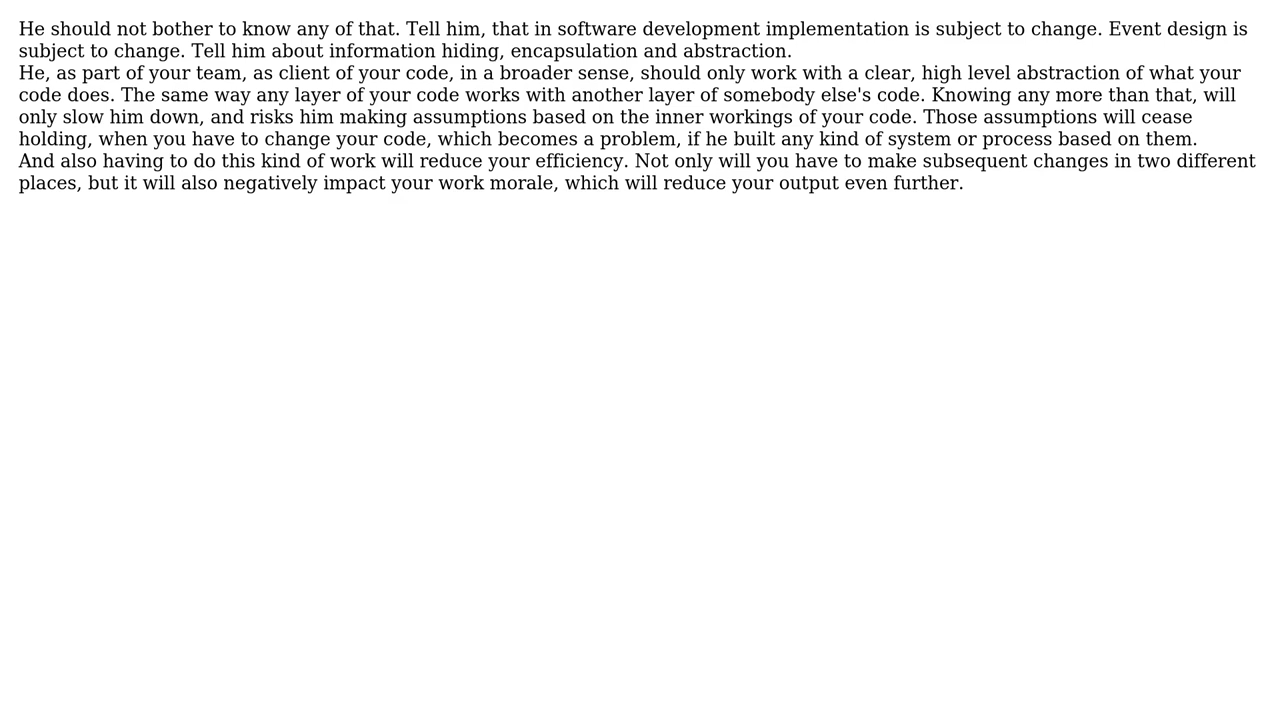 He should not bother to know any of that. Tell him, that in software development implementation is subject to change. Event design is
subject to change. Tell him about information hiding, encapsulation and abstraction.
He, as part of your team, as client of your code, in a broader sense, should only work with a clear, high level abstraction of what your
code does. The same way any layer of your code works with another layer of somebody else's code. Knowing any more than that, will
only slow him down, and risks him making assumptions based on the inner workings of your code. Those assumptions will cease
holding, when you have to change your code, which becomes a problem, if he built any kind of system or process based on them.
And also having to do this kind of work will reduce your efficiency. Not only will you have to make subsequent changes in two different
places, but it will also negatively impact your work morale, which will reduce your output even further.